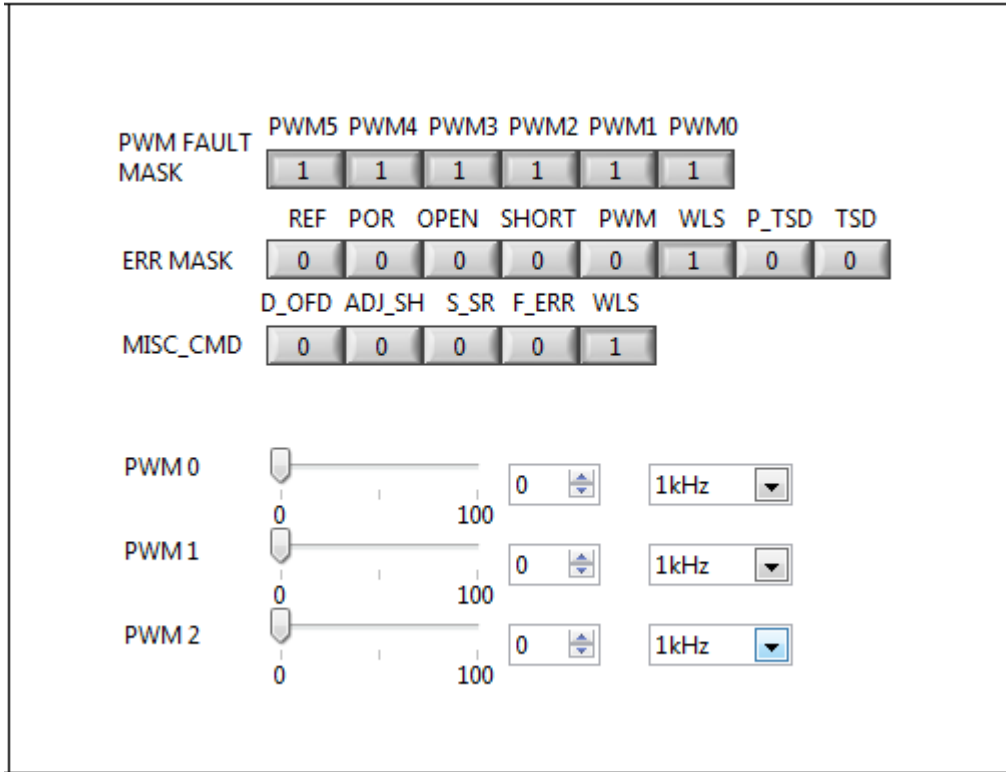 PWM5 PWM4 PWM3 PWM2 PWM1 PWM0
PWM FAULT
MASK
1 1 1 1 1 1
REF POR OPEN SHORT PWM WLS P_TSD TSD
ERR MASK 0 0 0 0 0 1 0 0
D_OFD ADJ_SH S_SR F_ERR WLS
MISC_CMD 0 0 0 0 1
PWM 0 0 1kHz
0 100
PWM 1 0 1kHz
0 100
PWM 2 0 1kHz
0 100